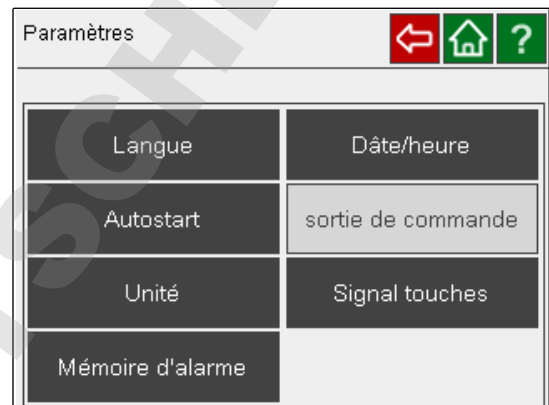 Paramètres ?
Langue Dâte/heure
Autostart sortie de commande
Unité Signal touches
Mémoire d'alarme